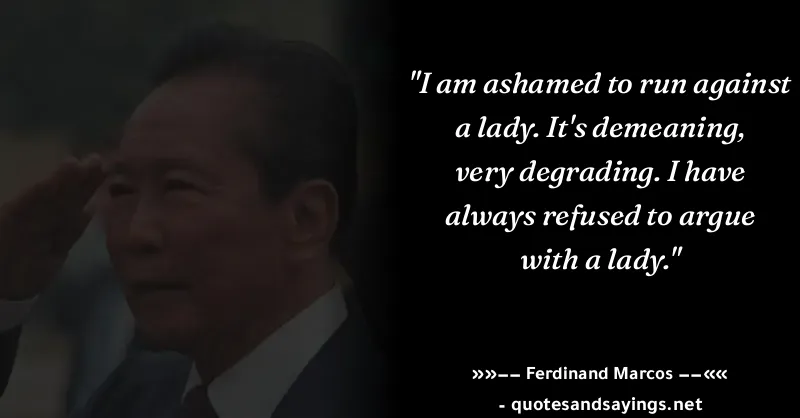 "I am ashamed to run against
a lady. It's demeaning,
very degrading. I have
always refused to argue
with a lady."
»»−− Ferdinand Marcos −−««
- quotesandsayings.net